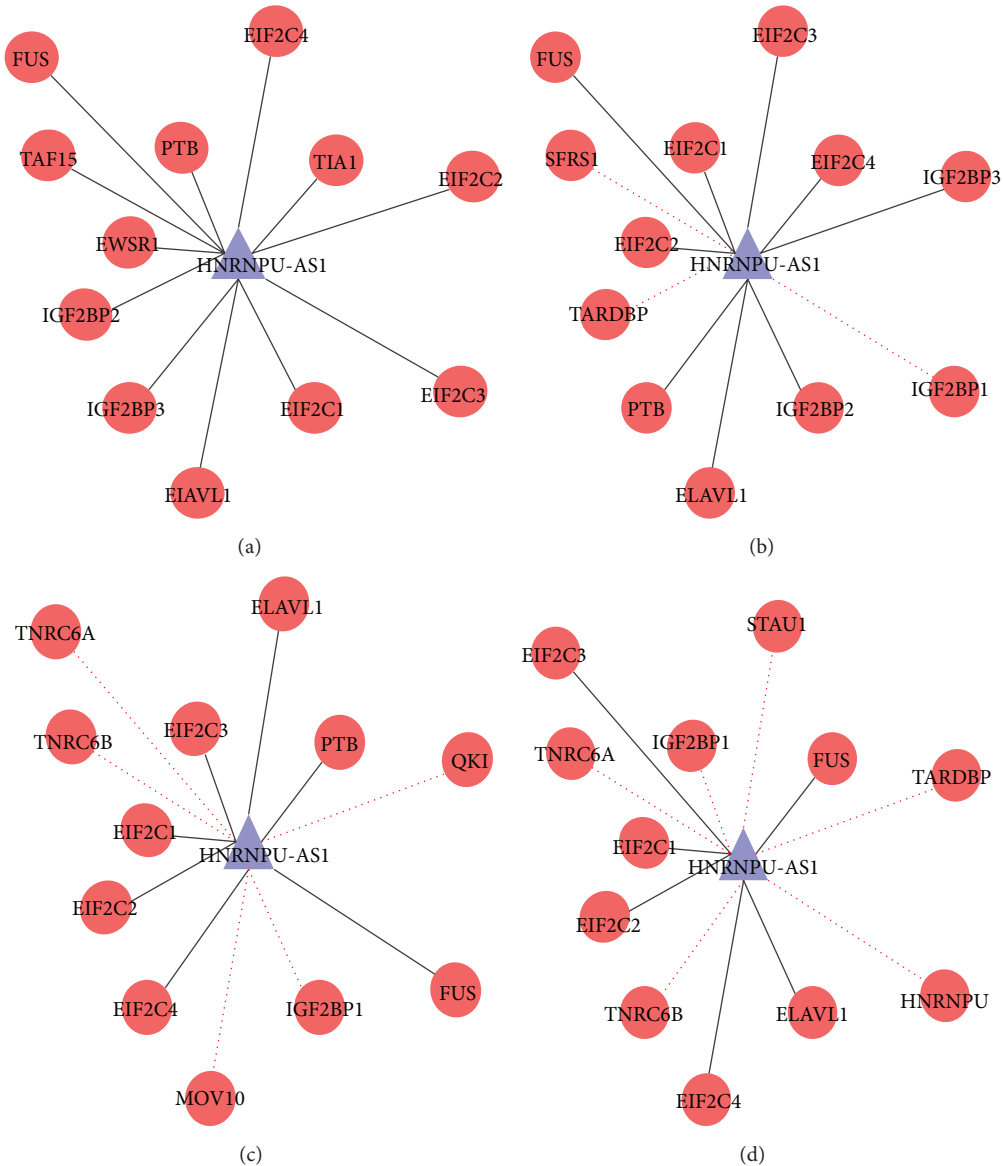 EIF2C4
FUS
PTB
TAF15
TIA1
EIF2C2
EWSR1
HNRNPU-AS1
IGF2BP2
IGF2BP3
EIF2C1
EIF2C3
EIAVL1
(a)
EIF2C3
FUS
EIF2C1
SFRS1
EIF2C4
IGF2BP3
EIF2C2
HNRNPU-AS1
TARDBP
IGF2BP1
PTB
IGF2BP2
ELAVL1
(b)
ELAVL1
TNRC6A
EIF2C3
TNRC6B
PTB
QKI
EIF2C1
HNRNPU-AS1
EIF2C2
EIF2C4
IGF2BP1
FUS
MOV10
(c)
STAU1
EIF2C3
IGF2BP1
TNRC6A
FUS
TARDBP
EIF2C1
HNRNPU-AS1
EIF2C2
TNRC6B
ELAVL1
HNRNPU
EIF2C4
(d)